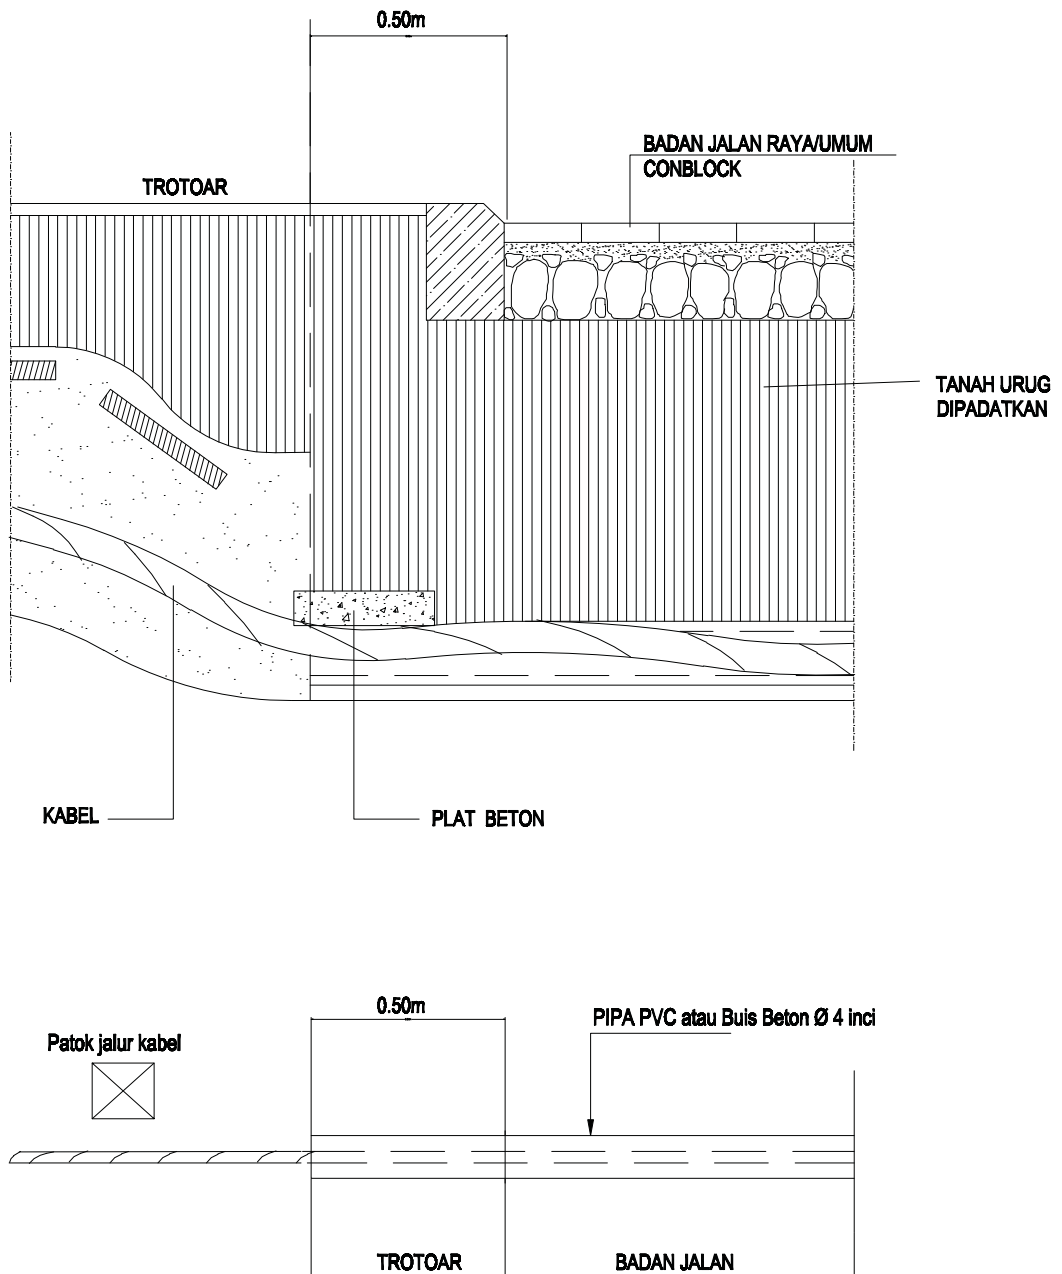 0.50m
BADAN JALAN RAYA/UMUM
CONBLOCK
TROTOAR
TANAH URUG
DIPADATKAN
KABEL
PLAT BETON
0.50m
PIPA PVC atau Buis Beton Ø 4 inci
Patok jalur kabel
TROTOAR
BADAN JALAN